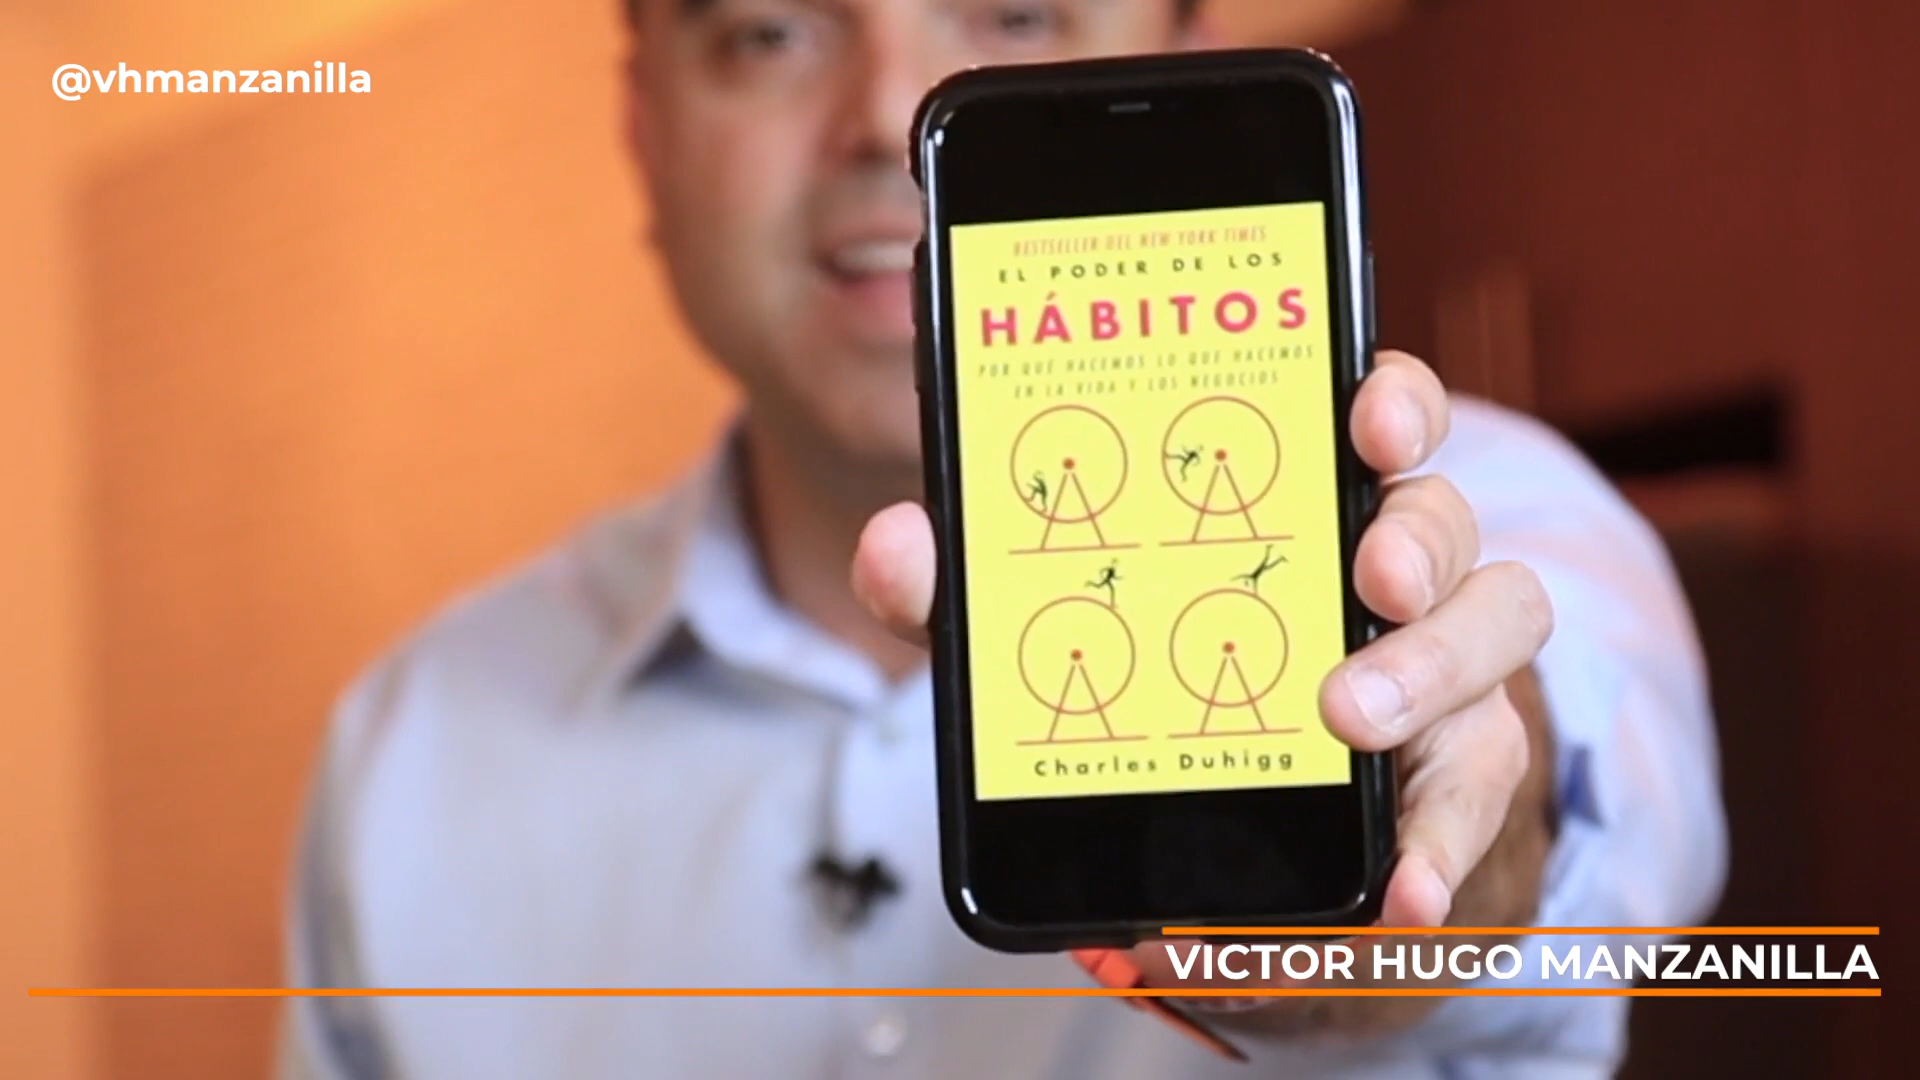 @vhmanzanilla
BESTSELLER DEL NEW YORK TIMES
EL PODER DE LOS
HÁBITOS
POR QUÉ HACEMOS LO QUE HACEMOS
EN LA VIDA Y LOS NEGOCIOS
Charles Duhigg
VICTOR HUGO MANZANILLA